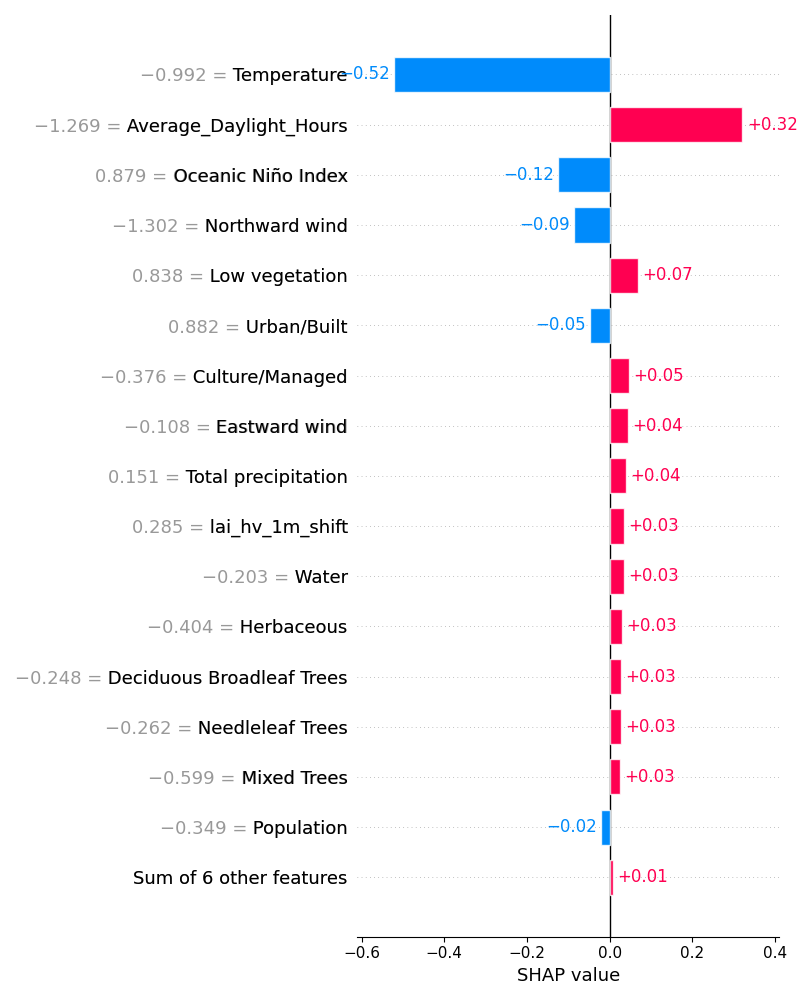 −0.992 = Temperature −0.52
−1.269 = Average_Daylight_Hours +0.32
0.879 = Oceanic Niño Index −0.12
−1.302 = Northward wind −0.09
0.838 = Low vegetation +0.07
0.882 = Urban/Built −0.05
−0.376 = Culture/Managed +0.05
−0.108 = Eastward wind +0.04
0.151 = Total precipitation +0.04
0.285 = lai_hv_1m_shift +0.03
−0.203 = Water +0.03
−0.404 = Herbaceous +0.03
−0.248 = Deciduous Broadleaf Trees +0.03
−0.262 = Needleleaf Trees +0.03
−0.599 = Mixed Trees +0.03
−0.349 = Population −0.02
Sum of 6 other features +0.01
−0.6 −0.4 −0.2 0.0 0.2 0.4
SHAP value